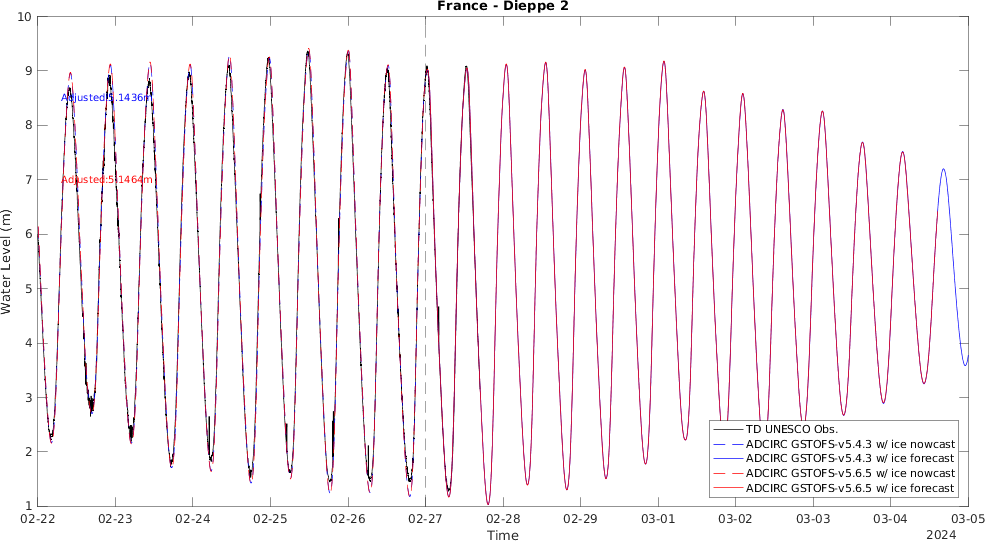 France - Dieppe 2
Water Level (m)
10
9
8
7
6
5
4
3
2
1
Adjusted:5.1436m
Adjusted:5.1464m
TD UNESCO Obs.
ADCIRC GSTOFS-v5.4.3 w/ ice nowcast
ADCIRC GSTOFS-v5.4.3 w/ ice forecast
ADCIRC GSTOFS-v5.6.5 w/ ice nowcast
ADCIRC GSTOFS-v5.6.5 w/ ice forecast
02-22 02-23 02-24 02-25 02-26 02-27 02-28 02-29 03-01 03-02 03-03 03-04 03-05
Time
2024